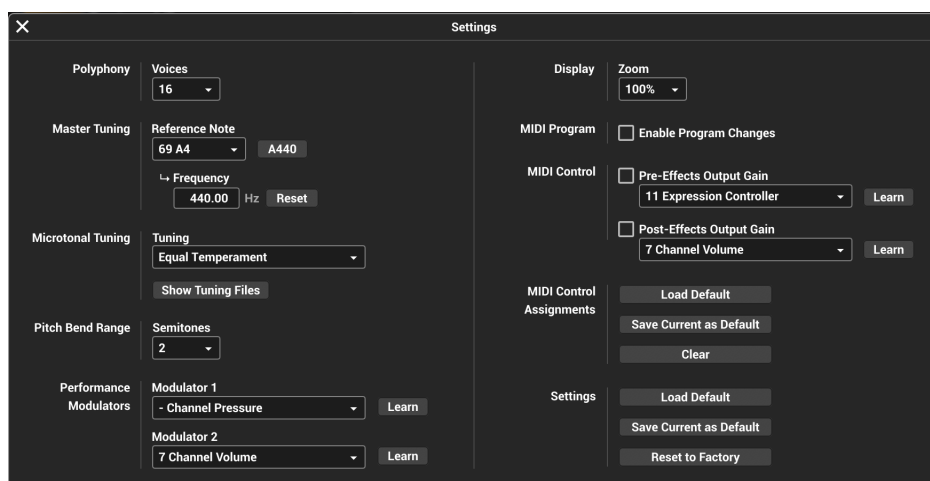 Settings
Polyphony
Voices
16
Master Tuning
Reference Note
69 A4
A440
↳ Frequency
440.00 Hz Reset
Microtonal Tuning
Tuning
Equal Temperament
Show Tuning Files
Pitch Bend Range
Semitones
2
Performance
Modulators
Modulator 1
- Channel Pressure
Learn
Modulator 2
7 Channel Volume
Learn
Display
Zoom
100%
MIDI Program
Enable Program Changes
MIDI Control
Pre-Effects Output Gain
11 Expression Controller
Learn
Post-Effects Output Gain
7 Channel Volume
Learn
MIDI Control
Assignments
Load Default
Save Current as Default
Clear
Settings
Load Default
Save Current as Default
Reset to Factory